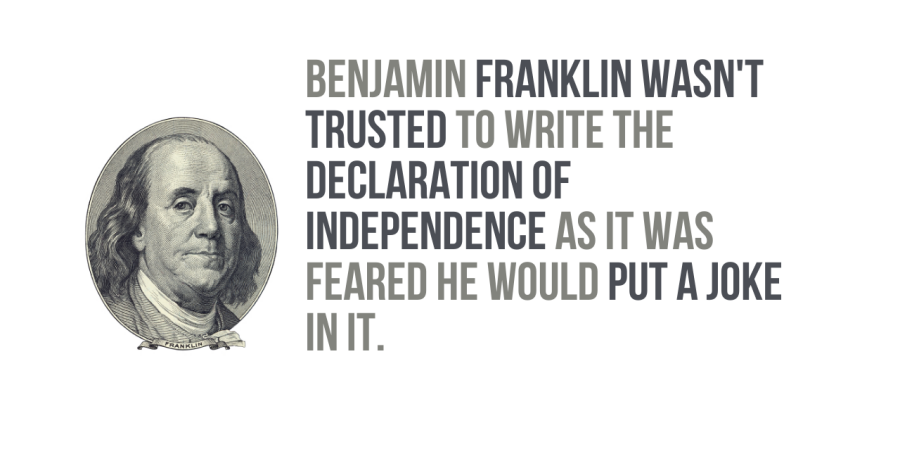 BENJAMIN FRANKLIN WASN'T
TRUSTED TO WRITE THE
DECLARATION OF
INDEPENDENCE AS IT WAS
FEARED HE WOULD PUT A JOKE
IN IT.
FRANKLIN